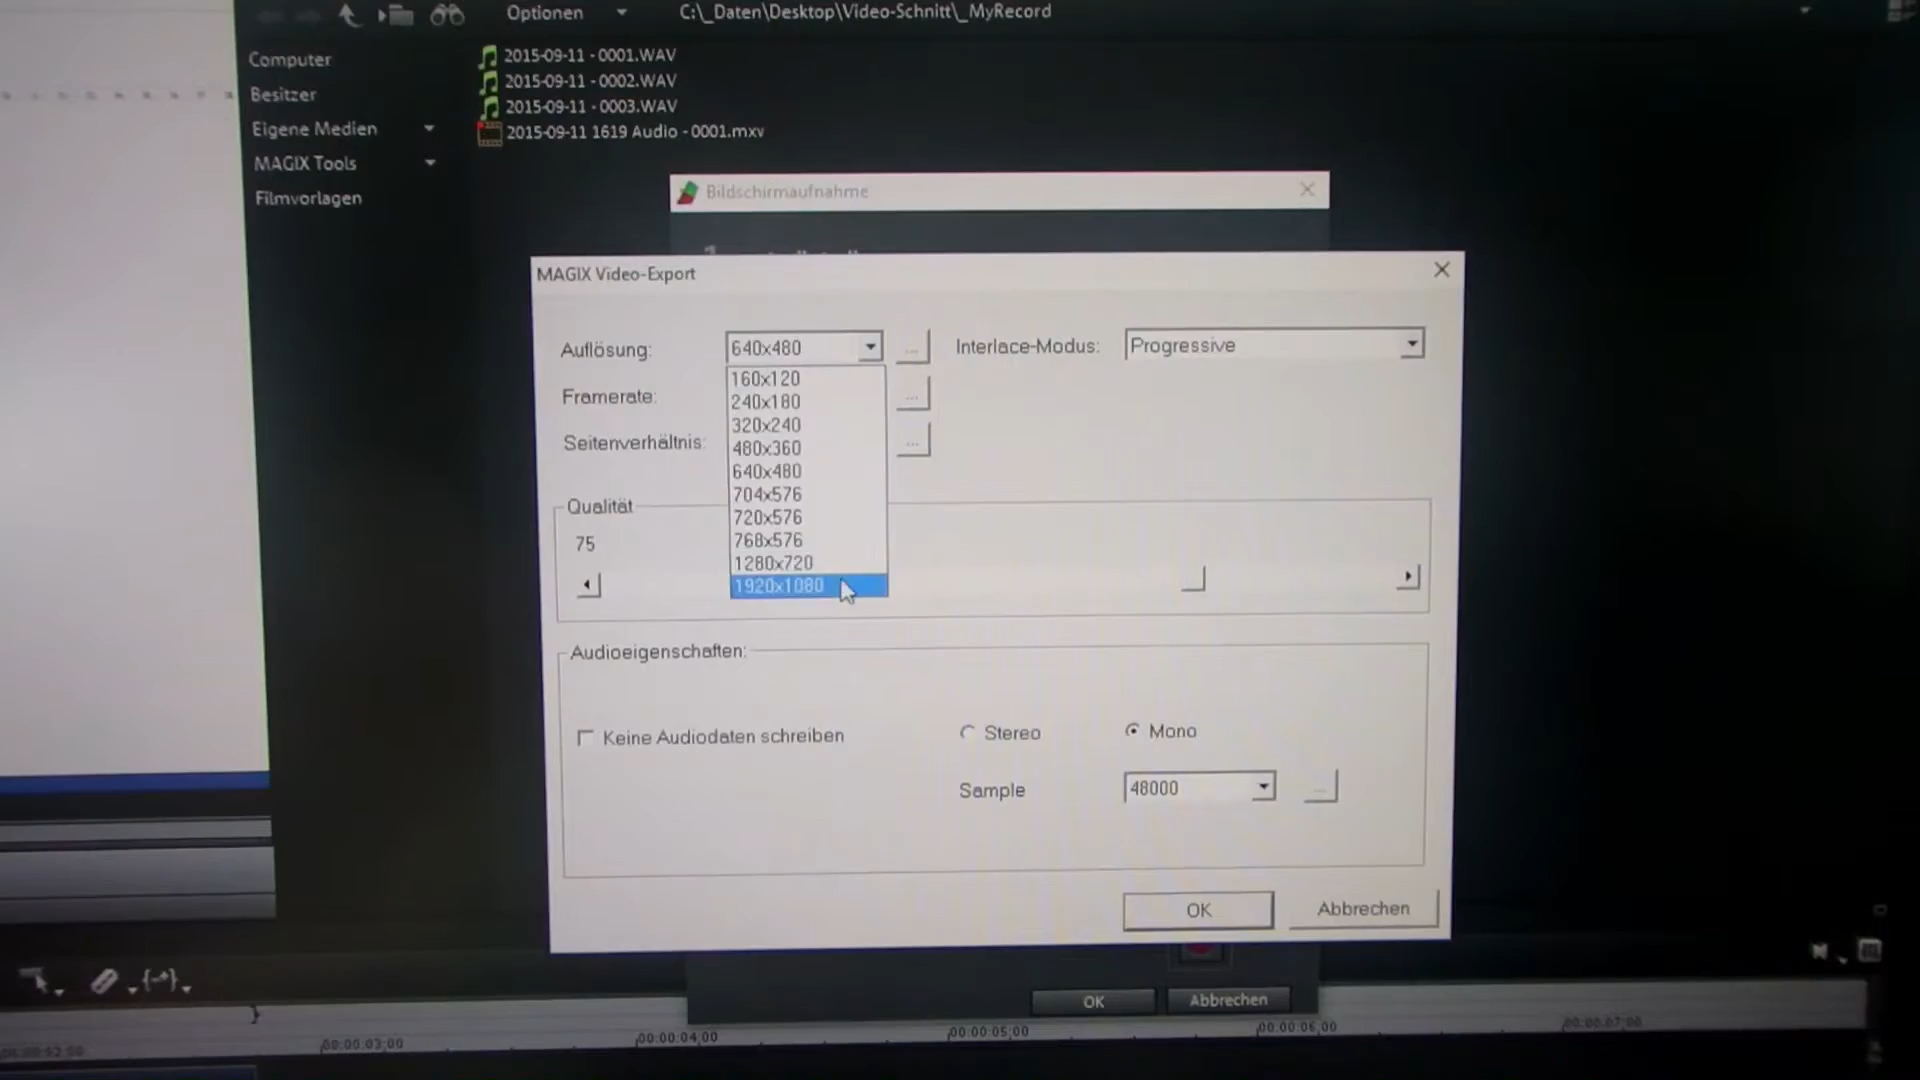 Optionen
C:\_Daten\Desktop\Video-Schnitt\_MyRecord
Computer
Besitzer
Eigene Medien
MAGIX Tools
Filmvorlagen
2015-09-11 - 0001.WAV
2015-09-11 - 0002.WAV
2015-09-11 - 0003.WAV
2015-09-11 1619 Audio - 0001.mxv
Bildschirmaufnahme
MAGIX Video-Export
Auflösung:
640x480
...
Interlace-Modus:
Progressive
160x120
240x180
320x240
480x360
640x480
704x576
720x576
768x576
1280x720
1920x1080
Framerate:
...
Seitenverhältnis:
...
Qualität
75
Audioeigenschaften:
Keine Audiodaten schreiben
Stereo
Mono
Sample
48000
...
OK
Abbrechen
OK
Abbrechen
00:00:03:00
00:00:04:00
00:00:05:00
00:00:06:00
00:00:07:00